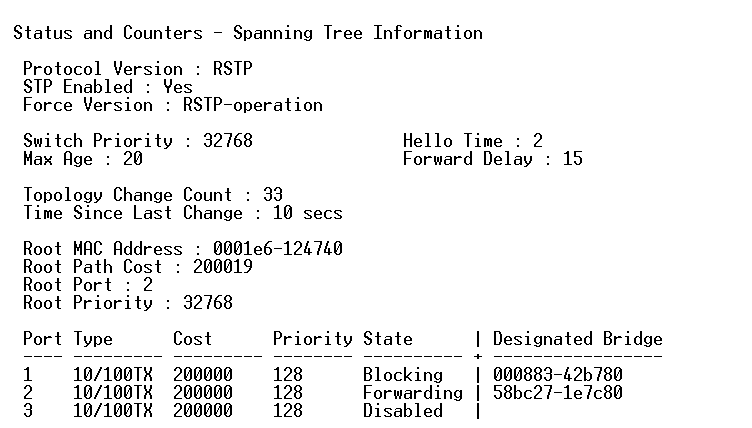 Status and Counters - Spanning Tree Information
Protocol Version : RSTP
STP Enabled : Yes
Force Version : RSTP-operation
Switch Priority : 32768 Hello Time : 2
Max Age : 20 Forward Delay : 15
Topology Change Count : 33
Time Since Last Change : 10 secs
Root MAC Address : 0001e6-124740
Root Path Cost : 200019
Root Port : 2
Root Priority : 32768
Port Type Cost Priority State | Designated Bridge
---- --------- --------- -------- ---------- + -----------------
1 10/100TX 200000 128 Blocking | 000883-42b780
2 10/100TX 200000 128 Forwarding | 58bc27-1e7c80
3 10/100TX 200000 128 Disabled |